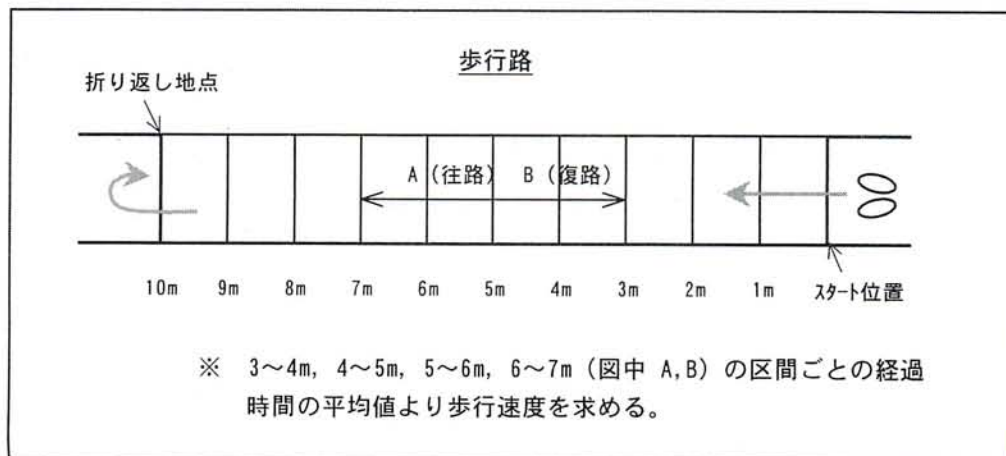 歩行路
折り返し地点
A (往路) B (復路)
10m 9m 8m 7m 6m 5m 4m 3m 2m 1m ｽﾀｰﾄ位置
※ 3～4m, 4～5m, 5～6m, 6～7m (図中 A,B) の区間ごとの経過
時間の平均値より歩行速度を求める。